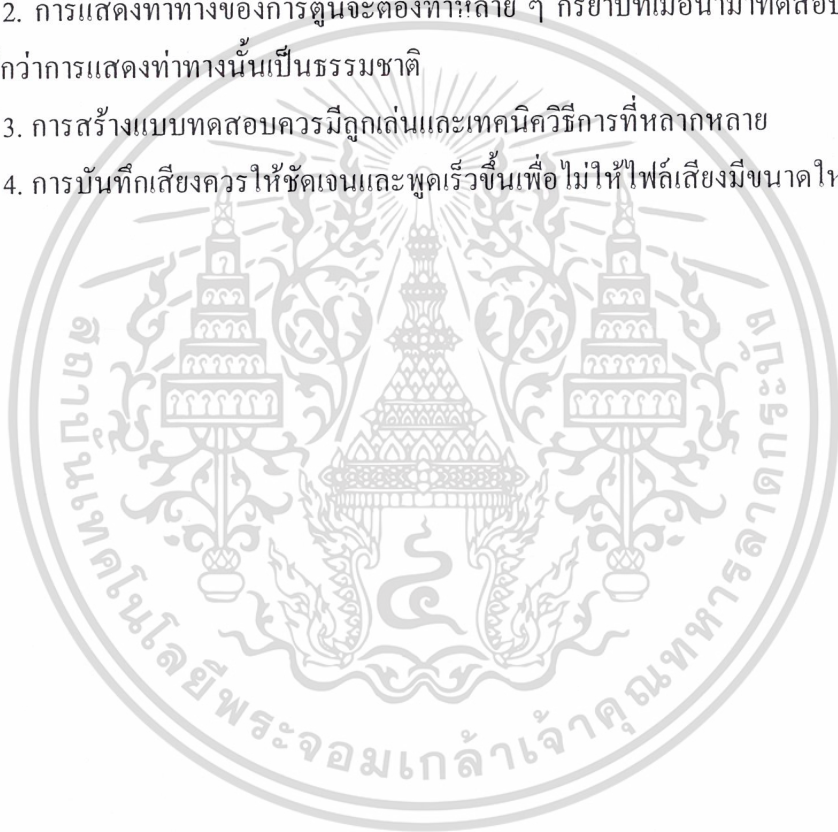 2. การแสดงท่าทางของการ์ตูนจะต้องทำหลาย ๆ กริยาบทเมื่อนำมาทดสอบ
กว่าการแสดงท่าทางนั้นเป็นธรรมชาติ
3. การสร้างแบบทดสอบควรมีลูกเล่นและเทคนิควิธีการที่หลากหลาย
4. การบันทึกเสียงควรให้ชัดเจนและพูดเร็วขึ้นเพื่อไม่ให้ไฟล์เสียงมีขนาดให
สถาบันเทคโนโลยีพระจอมเกล้าเจ้าคุณทหารลาดกระบัง